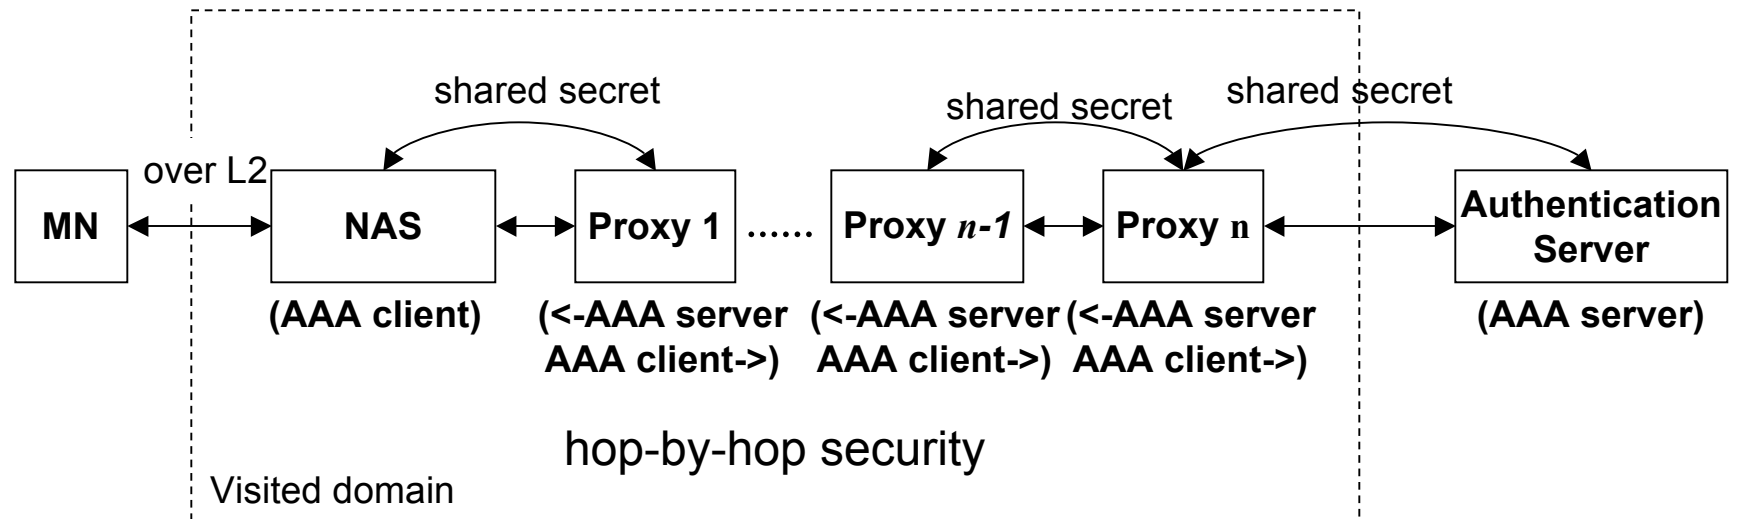 shared secret
shared secret
shared secret
over L2
MN
NAS
Proxy 1
......
Proxy n-1
Proxy n
Authentication
Server
(AAA client)
(<-AAA server
AAA client->)
(<-AAA server
AAA client->)
(<-AAA server
AAA client->)
(AAA server)
hop-by-hop security
Visited domain